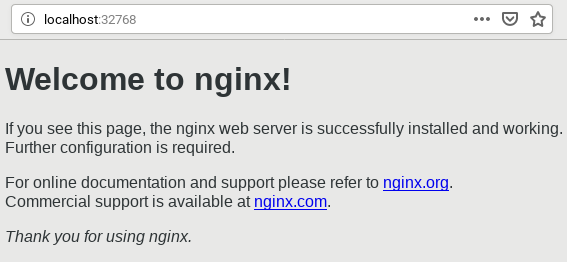 localhost:32768
Welcome to nginx!
If you see this page, the nginx web server is successfully installed and working.
Further configuration is required.
For online documentation and support please refer to nginx.org.
Commercial support is available at nginx.com.
Thank you for using nginx.